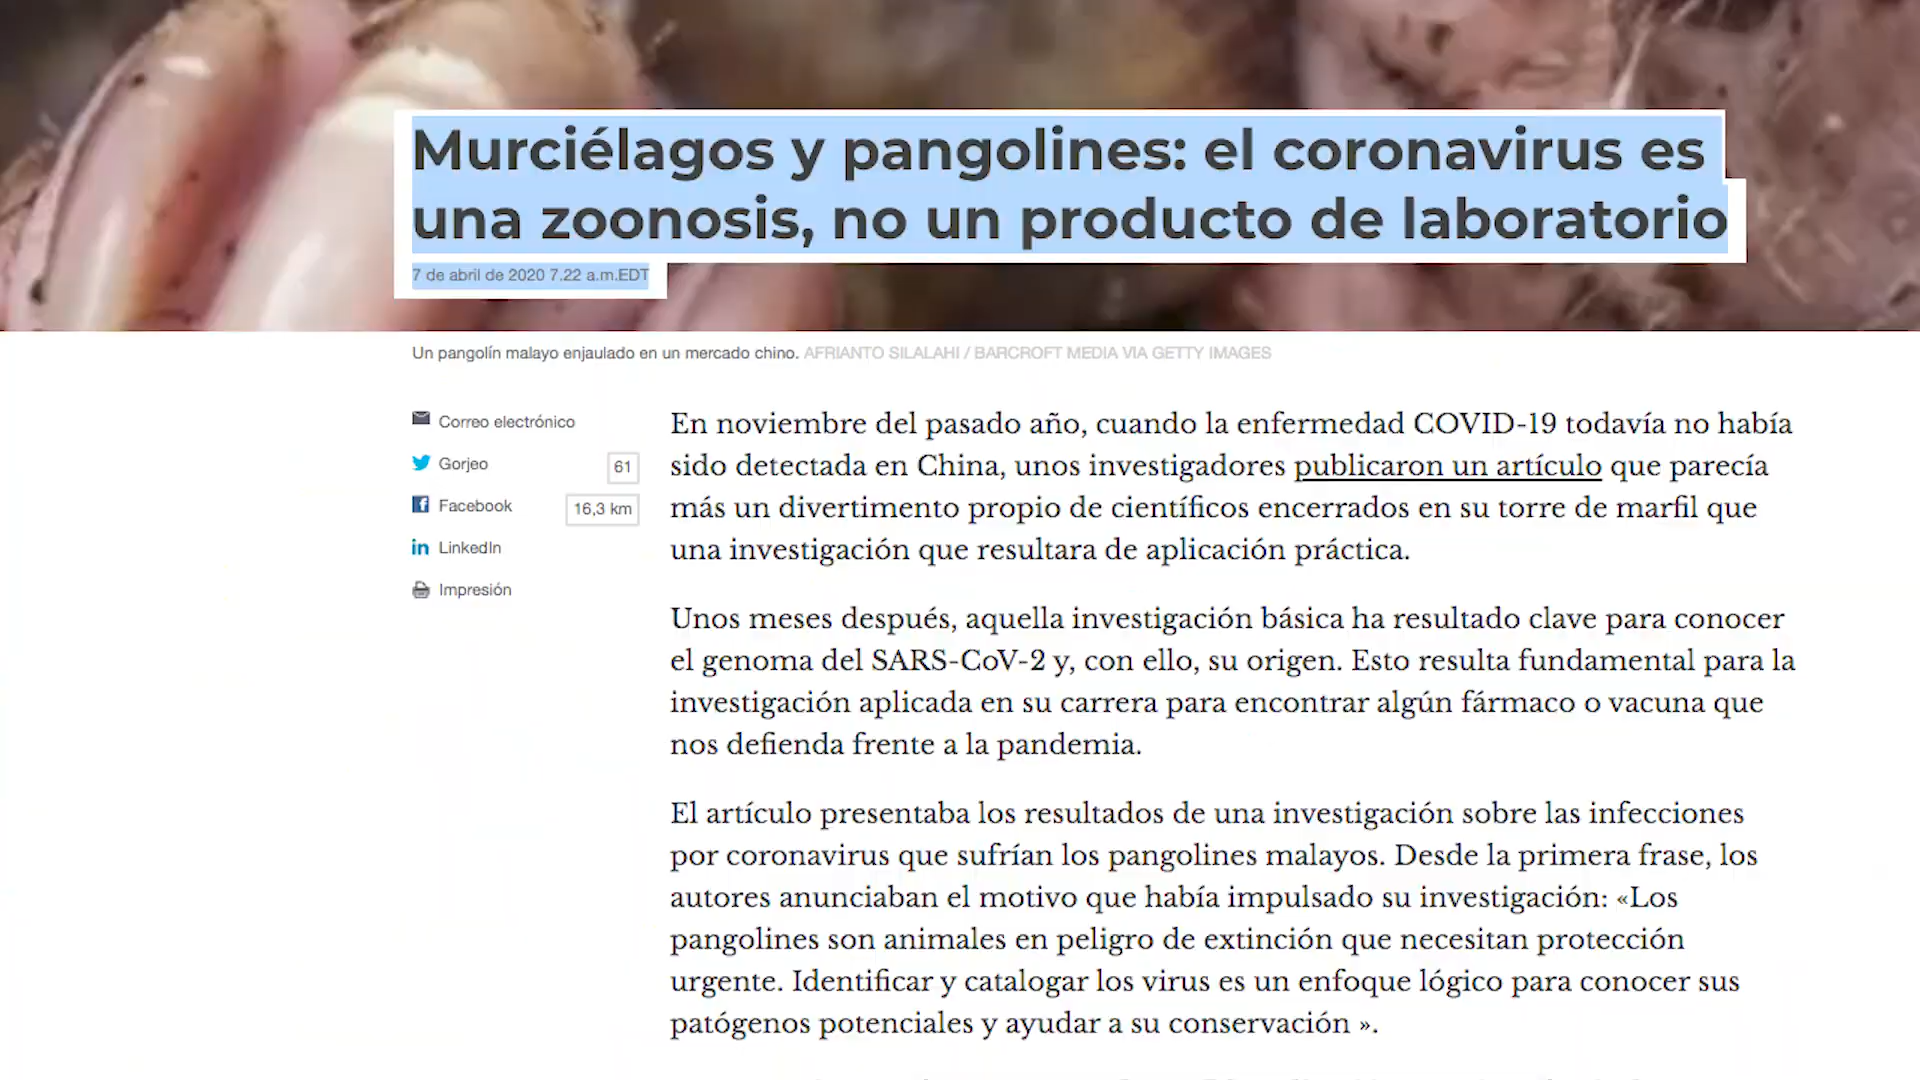 Murciélagos y pangolines: el coronavirus es
una zoonosis, no un producto de laboratorio
7 de abril de 2020 7.22 a.m.EDT
Un pangolín malayo enjaulado en un mercado chino. AFRIANTO SILALAHI / BARCROFT MEDIA VIA GETTY IMAGES
Correo electrónico
Gorjeo 61
Facebook 16,3 km
LinkedIn
Impresión
En noviembre del pasado año, cuando la enfermedad COVID-19 todavía no había
sido detectada en China, unos investigadores publicaron un artículo que parecía
más un divertimento propio de científicos encerrados en su torre de marfil que
una investigación que resultara de aplicación práctica.
Unos meses después, aquella investigación básica ha resultado clave para conocer
el genoma del SARS-CoV-2 y, con ello, su origen. Esto resulta fundamental para la
investigación aplicada en su carrera para encontrar algún fármaco o vacuna que
nos defienda frente a la pandemia.
El artículo presentaba los resultados de una investigación sobre las infecciones
por coronavirus que sufrían los pangolines malayos. Desde la primera frase, los
autores anunciaban el motivo que había impulsado su investigación: «Los
pangolines son animales en peligro de extinción que necesitan protección
urgente. Identificar y catalogar los virus es un enfoque lógico para conocer sus
patógenos potenciales y ayudar a su conservación ».